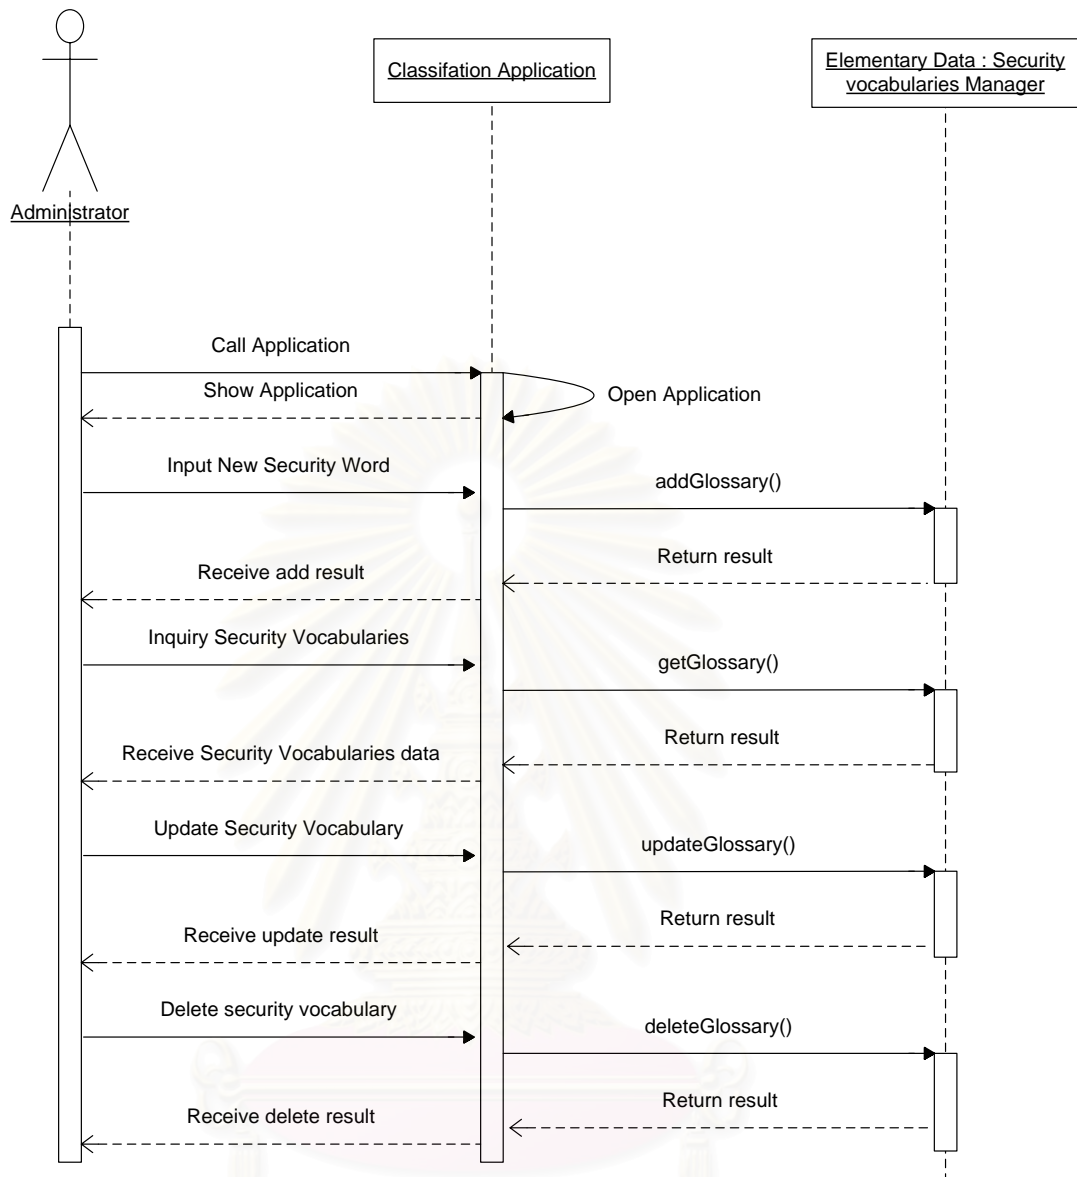 Classifation Application
Elementary Data : Security
vocabularies Manager
Administrator
Call Application
Show Application
Open Application
Input New Security Word
addGlossary()
Return result
Receive add result
Inquiry Security Vocabularies
getGlossary()
Return result
Receive Security Vocabularies data
Update Security Vocabulary
updateGlossary()
Return result
Receive update result
Delete security vocabulary
deleteGlossary()
Return result
Receive delete result